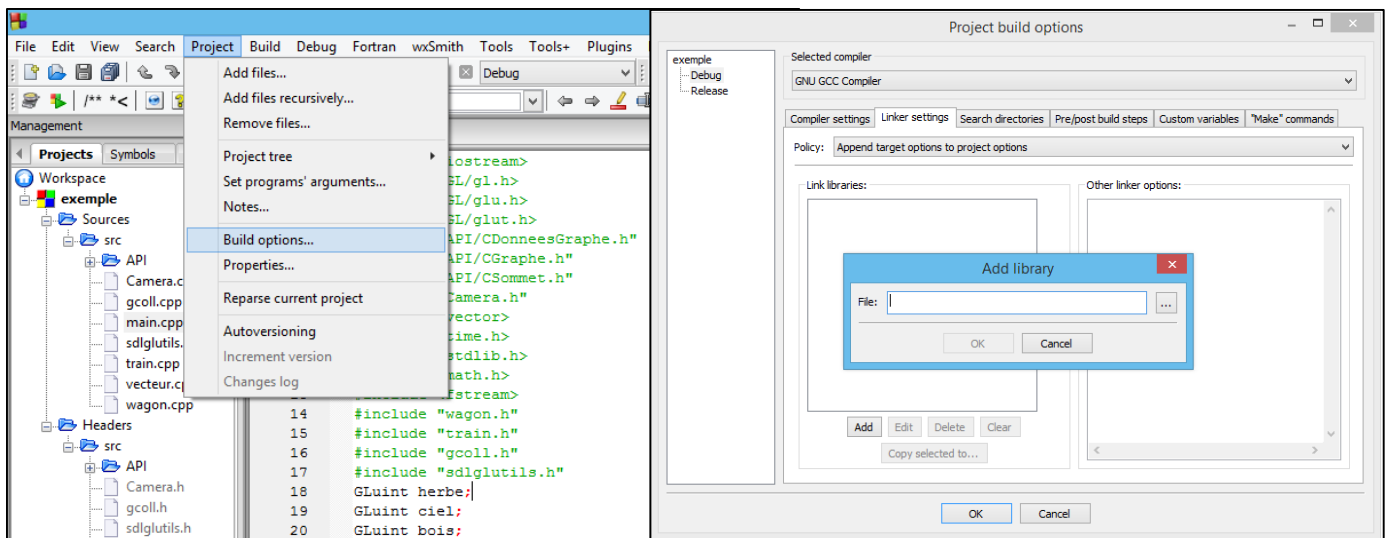 File Edit View Search Project Build Debug Fortran wxSmith Tools Tools+ Plugins
Debug
/** *<
Management
Projects Symbols
Workspace
exemple
Sources
src
API
Camera.c
gcoll.cpp
main.cpp
sdlglutils.
train.cpp
vecteur.c
wagon.cpp
Headers
src
API
Camera.h
gcoll.h
sdlglutils.h
Add files...
Add files recursively...
Remove files...
Project tree
Set programs' arguments...
Notes...
Build options...
Properties...
Reparse current project
Autoversioning
Increment version
Changes log
iostream>
GL/gl.h>
GL/glu.h>
GL/glut.h>
API/CDonneesGraphe.h"
API/CGraphe.h"
API/CSommet.h"
Camera.h"
vector>
time.h>
stdlib.h>
math.h>
fstream>
14 #include "wagon.h"
15 #include "train.h"
16 #include "gcoll.h"
17 #include "sdlglutils.h"
18 GLuint herbe;
19 GLuint ciel;
20 GLuint bois;
Project build options
exemple
Debug
Release
Selected compiler
GNU GCC Compiler
Compiler settings Linker settings Search directories Pre/post build steps Custom variables "Make" commands
Policy: Append target options to project options
Link libraries:
Other linker options:
Add library
File:
...
OK Cancel
Add Edit Delete Clear
Copy selected to...
OK Cancel